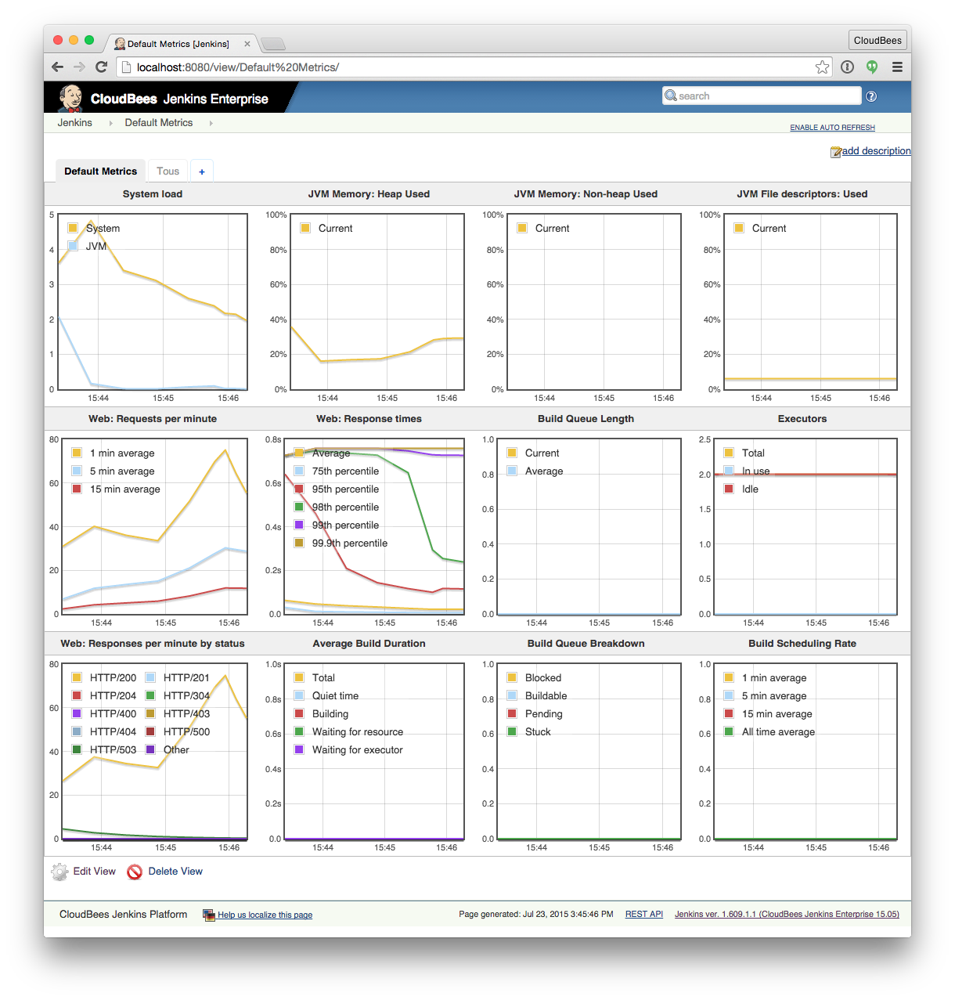 Default Metrics [Jenkins]
CloudBees
localhost:8080/view/Default%20Metrics/
CloudBees Jenkins Enterprise
search
Jenkins Default Metrics
ENABLE AUTO REFRESH
add description
Default Metrics Tous +
System load JVM Memory: Heap Used JVM Memory: Non-heap Used JVM File descriptors: Used
5 100% 100% 100%
System Current Current Current
JVM
4 80% 80% 80%
3 60% 60% 60%
2 40% 40% 40%
1 20% 20% 20%
0 0% 0% 0%
15:44 15:45 15:46 15:44 15:45 15:46 15:44 15:45 15:46 15:44 15:45 15:46
Web: Requests per minute Web: Response times Build Queue Length Executors
80 0.8s 1.0 2.5
1 min average Average Current Total
5 min average 75th percentile Average In use
60 0.6s 0.8 2.0
15 min average 95th percentile Idle
98th percentile
0.6 1.5
40 0.4s
99th percentile
99.9th percentile
0.4 1.0
20 0.2s
0.2 0.5
0 0.0 0.0 0.0
15:44 15:45 15:46 15:44 15:45 15:46 15:44 15:45 15:46 15:44 15:45 15:46
Web: Responses per minute by status Average Build Duration Build Queue Breakdown Build Scheduling Rate
80 1.0s 1.0 1.0
HTTP/200 HTTP/201 Total Blocked 1 min average
HTTP/204 HTTP/304 Quiet time Buildable 5 min average
60 0.8s 0.8 0.8
HTTP/400 HTTP/403 Building Pending 15 min average
HTTP/404 HTTP/500 Waiting for resource Stuck All time average
0.6s 0.6 0.6
HTTP/503 Other Waiting for executor
40 0.4s 0.4 0.4
20 0.2s 0.2 0.2
0 0.0 0.0 0.0
15:44 15:45 15:46 15:44 15:45 15:46 15:44 15:45 15:46 15:44 15:45 15:46
Edit View Delete View
CloudBees Jenkins Platform Help us localize this page Page generated: Jul 23, 2015 3:45:46 PM REST API Jenkins ver. 1.609.1.1 (CloudBees Jenkins Enterprise 15.05)